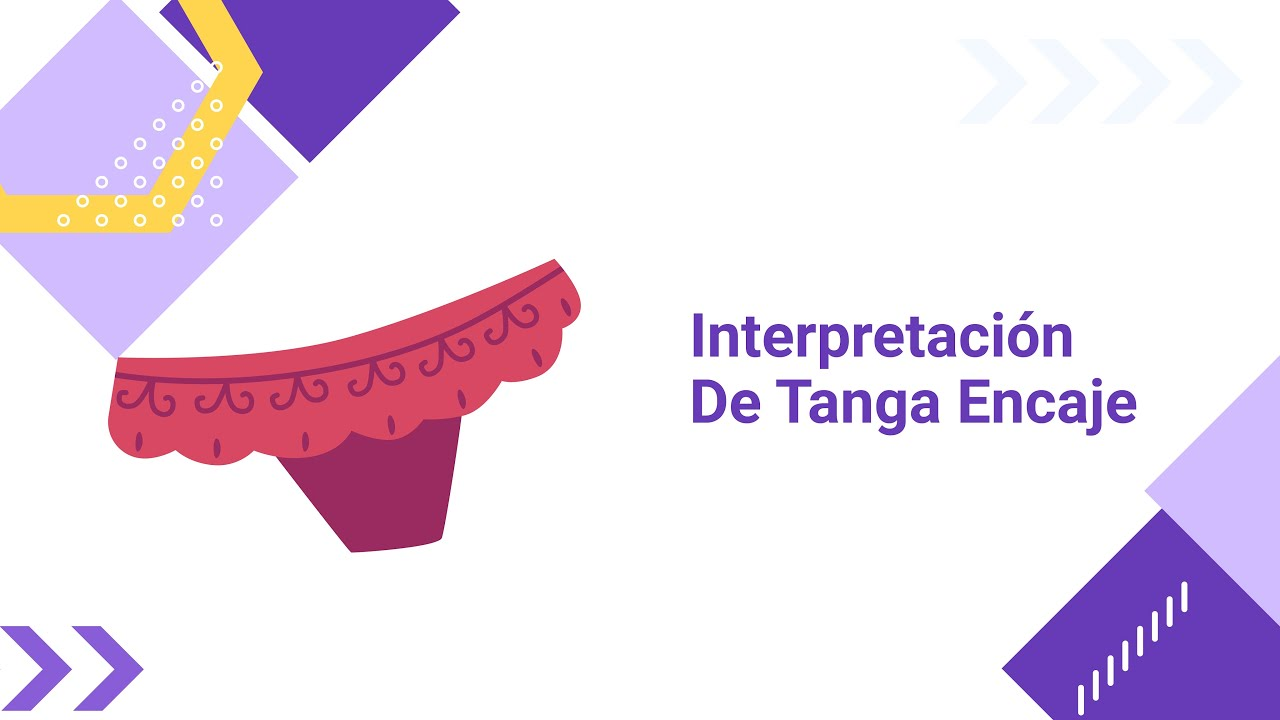 Interpretación
De Tanga Encaje